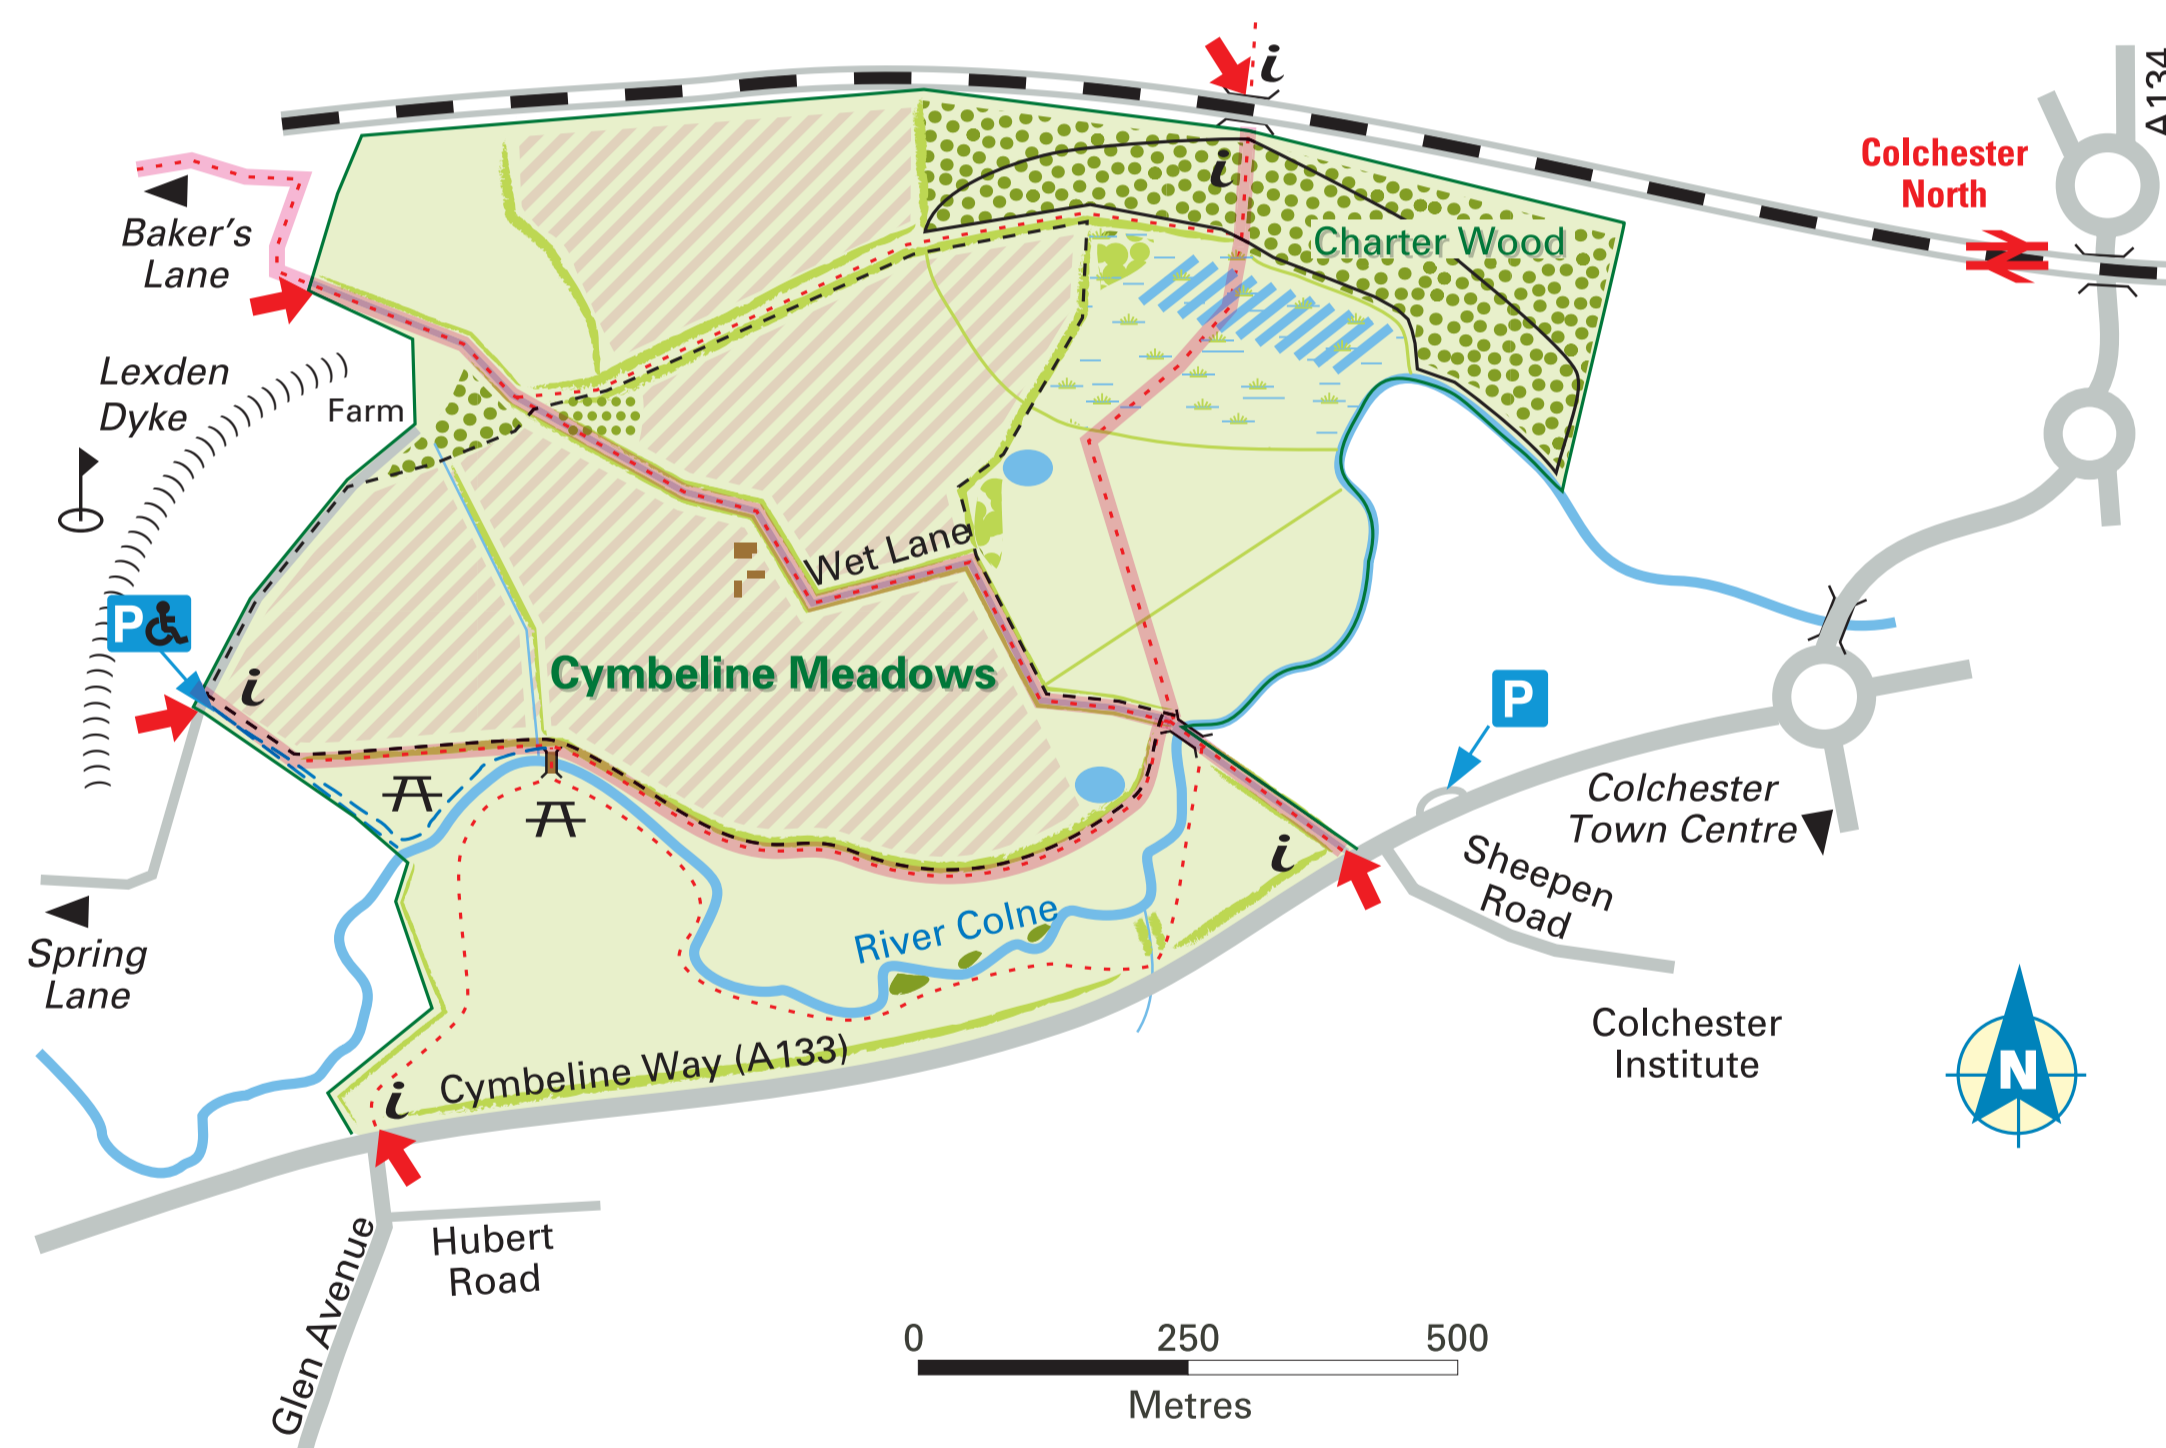 i
A134
Colchester
North
i
Charter Wood
Baker's
Lane
Lexden
Dyke
Farm
Wet Lane
P
i
Cymbeline Meadows
P
Colchester
Town Centre
Sheepen
Road
i
River Colne
Spring
Lane
Colchester
Institute
Cymbeline Way (A133)
i
N
Hubert
Road
Glen Avenue
0 250 500
Metres